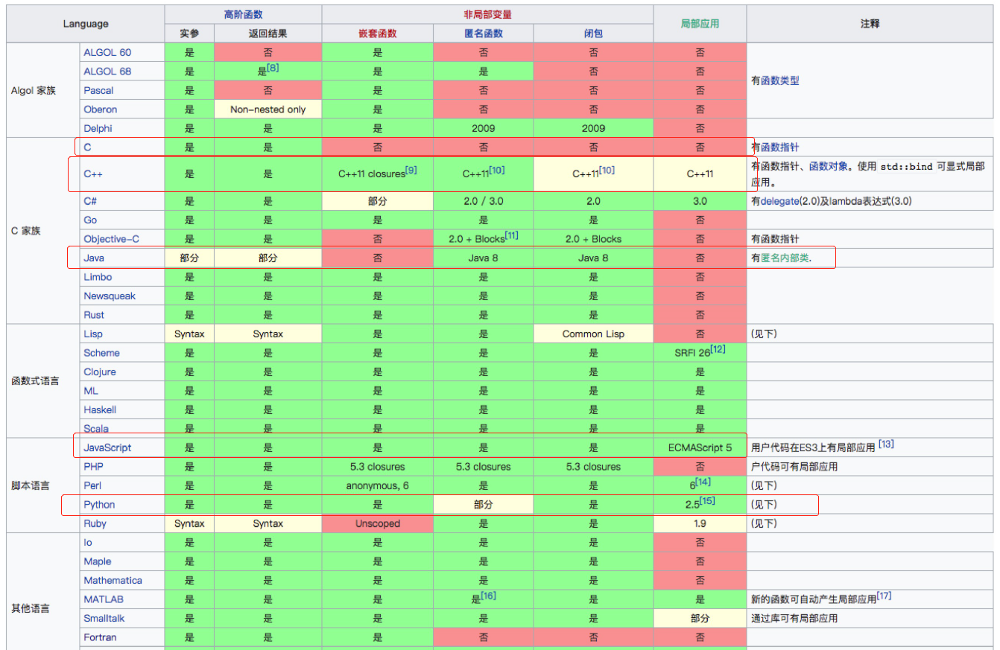 Language 高阶函数 非局部变量 局部应用 注释
实参 返回结果 嵌套函数 匿名函数 闭包
Algol 家族
ALGOL 60 是 否 是 否 否 否 有函数类型
ALGOL 68 是 是[8] 是 是 否 否
Pascal 是 否 是 否 否 否
Oberon 是 Non-nested only 是 否 否 否
Delphi 是 是 是 2009 2009 否
C 家族
C 是 是 否 否 否 否 有函数指针
C++ 是 是 C++11 closures[9] C++11[10] C++11[10] C++11 有函数指针、函数对象。使用 std::bind 可显式局部
应用。
C# 是 是 部分 2.0 / 3.0 2.0 3.0 有delegate(2.0)及lambda表达式(3.0)
Go 是 是 是 是 是 否
Objective-C 是 是 否 2.0 + Blocks[11] 2.0 + Blocks 否 有函数指针
Java 部分 部分 否 Java 8 Java 8 否 有匿名内部类.
Limbo 是 是 是 是 是 否
Newsqueak 是 是 是 是 是 否
Rust 是 是 是 是 是 否
函数式语言
Lisp Syntax Syntax 是 是 Common Lisp 否 (见下)
Scheme 是 是 是 是 是 SRFI 26[12]
Clojure 是 是 是 是 是 是
ML 是 是 是 是 是 是
Haskell 是 是 是 是 是 是
Scala 是 是 是 是 是 是
脚本语言
JavaScript 是 是 是 是 是 ECMAScript 5 用户代码在ES3上有局部应用 [13]
PHP 是 是 5.3 closures 5.3 closures 5.3 closures 否 户代码可有局部应用
Perl 是 是 anonymous, 6 是 是 6[14] (见下)
Python 是 是 是 部分 是 2.5[15] (见下)
Ruby Syntax Syntax Unscoped 是 是 1.9 (见下)
其他语言
Io 是 是 是 是 是 否
Maple 是 是 是 是 是 否
Mathematica 是 是 是 是 是 否
MATLAB 是 是 是 是[16] 是 是 新的函数可自动产生局部应用[17]
Smalltalk 是 是 是 是 是 部分 通过库可有局部应用
Fortran 是 是 是 否 否 否